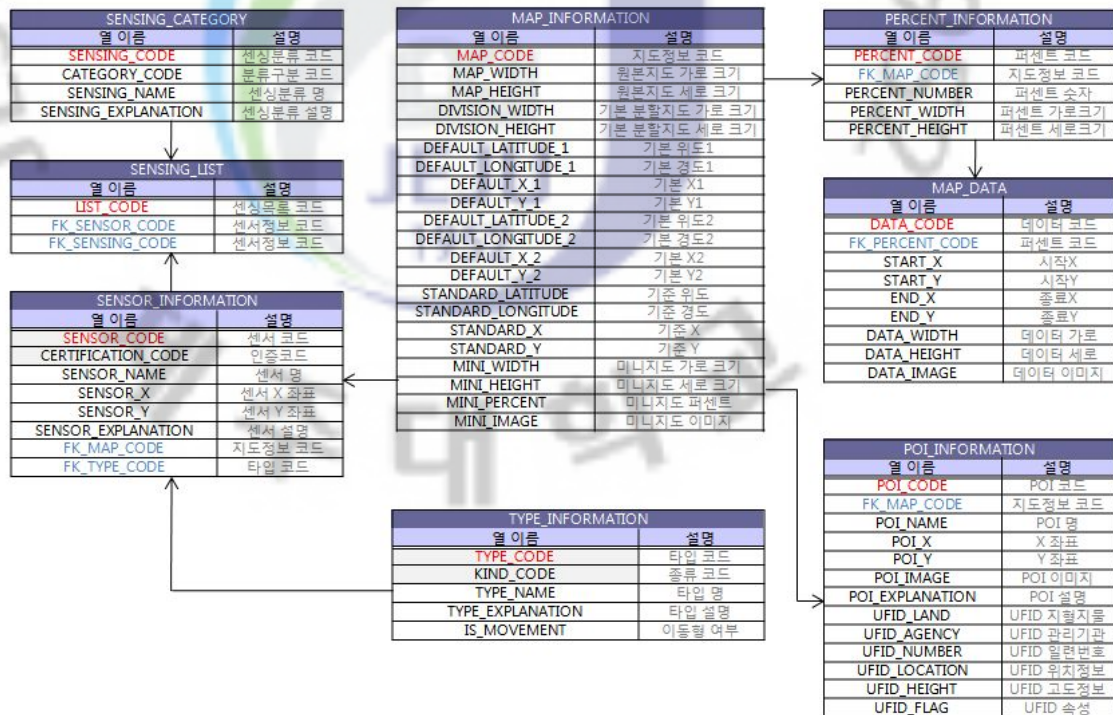 SENSING_CATEGORY
열 이름 설명
SENSING_CODE 센싱분류 코드
CATEGORY_CODE 분류구분 코드
SENSING_NAME 센싱분류 명
SENSING_EXPLANATION 센싱분류 설명
SENSING_LIST
열 이름 설명
LIST_CODE 센싱목록 코드
FK_SENSOR_CODE 센서정보 코드
FK_SENSING_CODE 센서정보 코드
SENSOR_INFORMATION
열 이름 설명
SENSOR_CODE 센서 코드
CERTIFICATION_CODE 인증코드
SENSOR_NAME 센서 명
SENSOR_X 센서 X 좌표
SENSOR_Y 센서 Y 좌표
SENSOR_EXPLANATION 센서 설명
FK_MAP_CODE 지도정보 코드
FK_TYPE_CODE 타입 코드
MAP_INFORMATION
열 이름 설명
MAP_CODE 지도정보 코드
MAP_WIDTH 원본지도 가로 크기
MAP_HEIGHT 원본지도 세로 크기
DIVISION_WIDTH 기본 분할지도 가로 크기
DIVISION_HEIGHT 기본 분할지도 세로 크기
DEFAULT_LATITUDE_1 기본 위도1
DEFAULT_LONGITUDE_1 기본 경도1
DEFAULT_X_1 기본 X1
DEFAULT_Y_1 기본 Y1
DEFAULT_LATITUDE_2 기본 위도2
DEFAULT_LONGITUDE_2 기본 경도2
DEFAULT_X_2 기본 X2
DEFAULT_Y_2 기본 Y2
STANDARD_LATITUDE 기준 위도
STANDARD_LONGITUDE 기준 경도
STANDARD_X 기준 X
STANDARD_Y 기준 Y
MINI_WIDTH 미니지도 가로 크기
MINI_HEIGHT 미니지도 세로 크기
MINI_PERCENT 미니지도 퍼센트
MINI_IMAGE 미니지도 이미지
TYPE_INFORMATION
열 이름 설명
TYPE_CODE 타입 코드
KIND_CODE 종류 코드
TYPE_NAME 타입 명
TYPE_EXPLANATION 타입 설명
IS_MOVEMENT 이동형 여부
PERCENT_INFORMATION
열 이름 설명
PERCENT_CODE 퍼센트 코드
FK_MAP_CODE 지도정보 코드
PERCENT_NUMBER 퍼센트 숫자
PERCENT_WIDTH 퍼센트 가로크기
PERCENT_HEIGHT 퍼센트 세로크기
MAP_DATA
열 이름 설명
DATA_CODE 데이터 코드
FK_PERCENT_CODE 퍼센트 코드
START_X 시작X
START_Y 시작Y
END_X 종료X
END_Y 종료Y
DATA_WIDTH 데이터 가로
DATA_HEIGHT 데이터 세로
DATA_IMAGE 데이터 이미지
POI_INFORMATION
열 이름 설명
POI_CODE POI 코드
FK_MAP_CODE 지도정보 코드
POI_NAME POI 명
POI_X X 좌표
POI_Y Y 좌표
POI_IMAGE POI 이미지
POI_EXPLANATION POI 설명
UFID_LAND UFID 지형지물
UFID_AGENCY UFID 관리기관
UFID_NUMBER UFID 일련번호
UFID_LOCATION UFID 위치정보
UFID_HEIGHT UFID 고도정보
UFID_FLAG UFID 속성